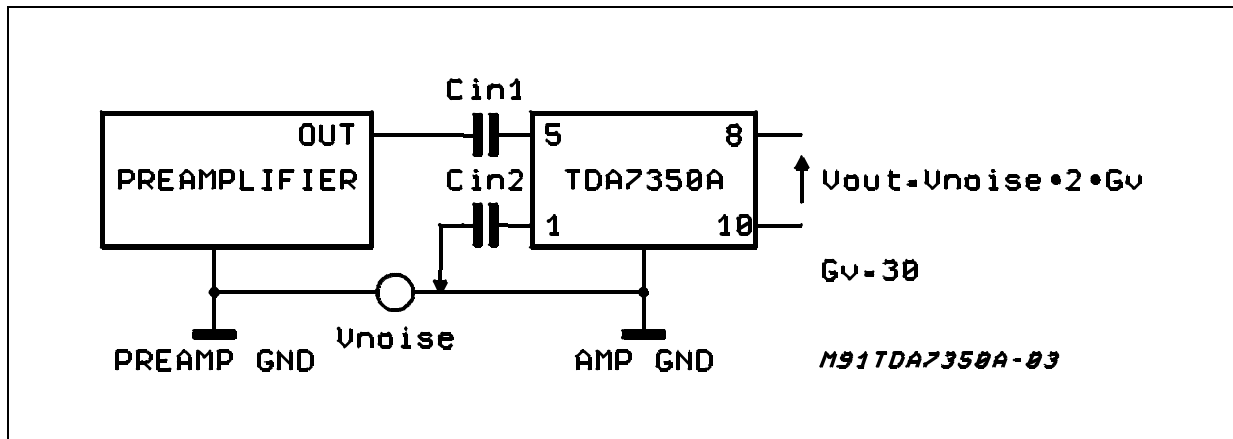 Cin1
OUT
5
8
PREAMPLIFIER
Cin2
TDA7350A
Vout=Vnoise•2•Gv
1
10
Gv=30
Vnoise
PREAMP GND
AMP GND
M91TDA7350A-03